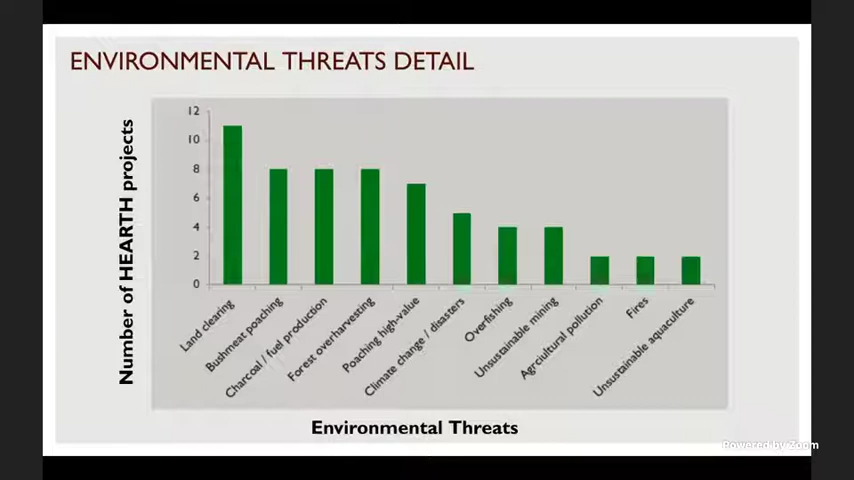 ENVIRONMENTAL THREATS DETAIL
Number of HEARTH projects
12
10
8
6
4
2
0
Land clearing
Bushmeat poaching
Charcoal / fuel production
Forest overharvesting
Poaching high-value
Climate change / disasters
Overfishing
Unsustainable mining
Agrciultural pollution
Fires
Unsustainable aquaculture
Environmental Threats
Powered by Zoom